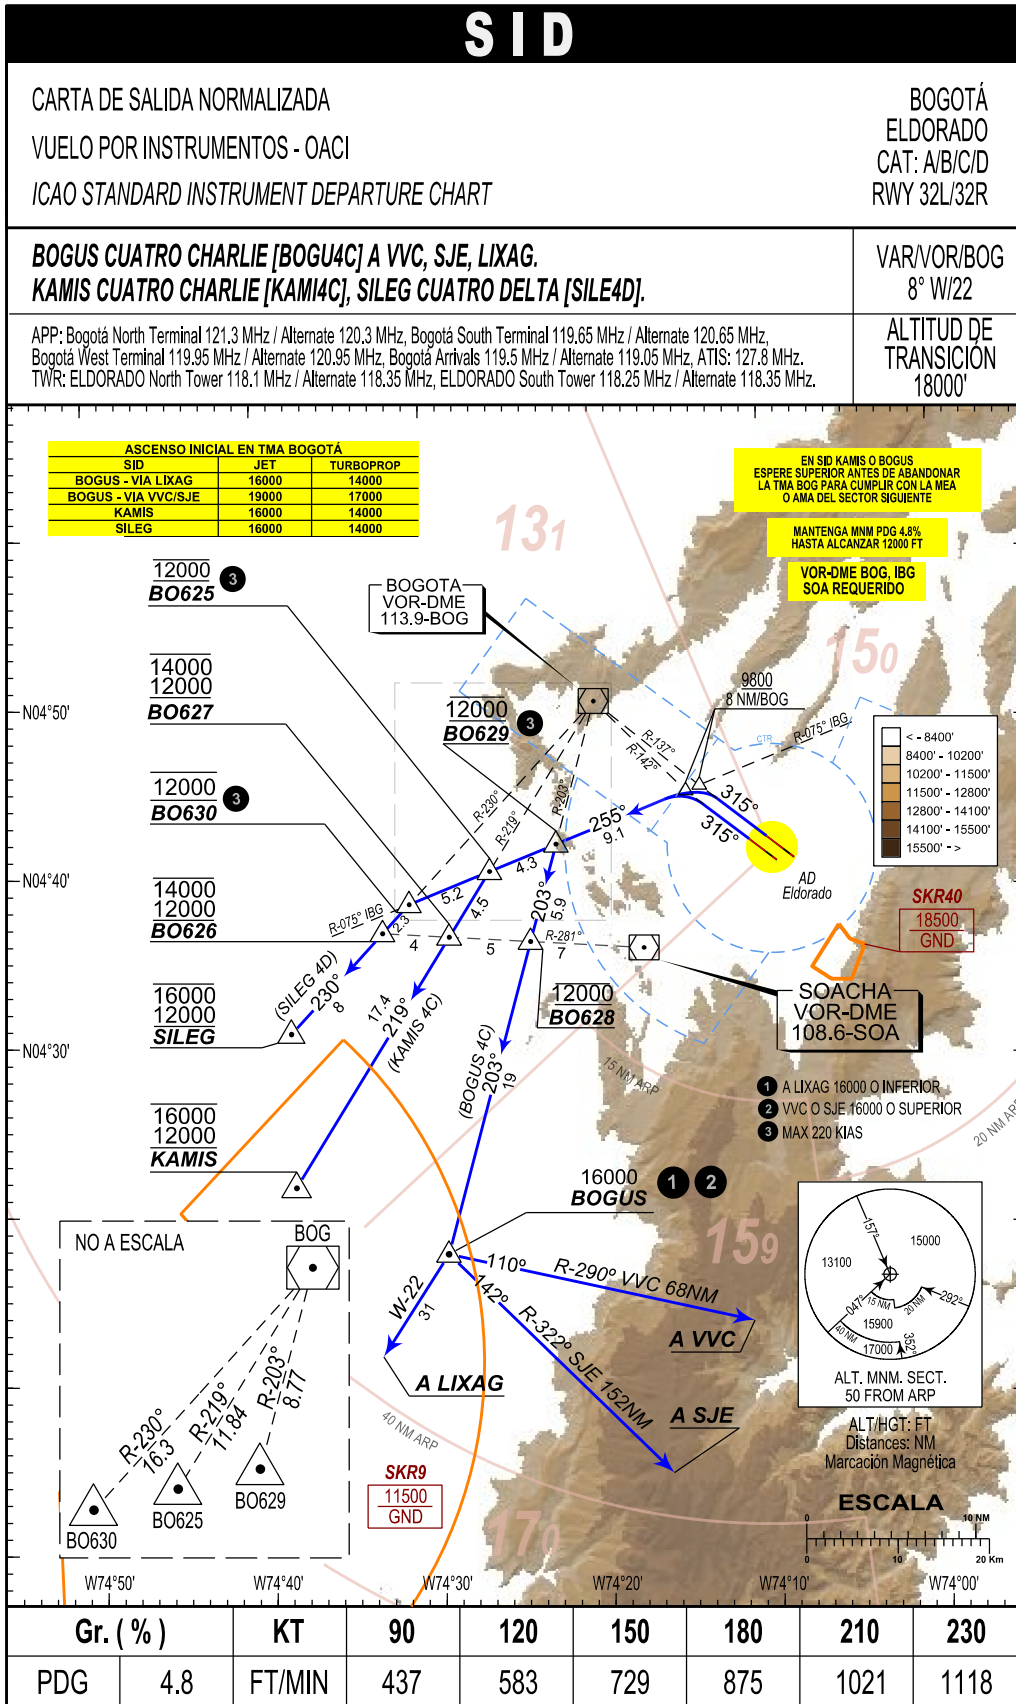 SID
CARTA DE SALIDA NORMALIZADA
VUELO POR INSTRUMENTOS - OACI
ICAO STANDARD INSTRUMENT DEPARTURE CHART
BOGOTÁ
ELDORADO
CAT: A/B/C/D
RWY 32L/32R
BOGUS CUATRO CHARLIE [BOGU4C] A VVC, SJE, LIXAG.
KAMIS CUATRO CHARLIE [KAMI4C], SILEG CUATRO DELTA [SILE4D].
VAR/VOR/BOG
8° W/22
APP: Bogotá North Terminal 121.3 MHz / Alternate 120.3 MHz, Bogotá South Terminal 119.65 MHz / Alternate 120.65 MHz,
Bogotá West Terminal 119.95 MHz / Alternate 120.95 MHz, Bogotá Arrivals 119.5 MHz / Alternate 119.05 MHz, ATIS: 127.8 MHz.
TWR: ELDORADO North Tower 118.1 MHz / Alternate 118.35 MHz, ELDORADO South Tower 118.25 MHz / Alternate 118.35 MHz.
ALTITUD DE
TRANSICIÓN
18000'
ASCENSO INICIAL EN TMA BOGOTÁ
SID JET TURBOPROP
BOGUS - VIA LIXAG 16000 14000
BOGUS - VIA VVC/SJE 19000 17000
KAMIS 16000 14000
SILEG 16000 14000
EN SID KAMIS O BOGUS
ESPERE SUPERIOR ANTES DE ABANDONAR
LA TMA BOG PARA CUMPLIR CON LA MEA
O AMA DEL SECTOR SIGUIENTE
MANTENGA MNM PDG 4.8%
HASTA ALCANZAR 12000 FT
VOR-DME BOG, IBG
SOA REQUERIDO
131
150
12000
BO625 3
BOGOTA
VOR-DME
113.9-BOG
14000
12000
BO627
12000
BO629 3
9800
8 NM/BOG
N04°50'
CTR
R-075° IBG
R-137°
R-142°
< - 8400'
8400' - 10200'
10200' - 11500'
11500' - 12800'
12800' - 14100'
14100' - 15500'
15500' - >
12000
BO630 3
R-230°
R-219°
R-203°
255°
9.1
315°
315°
4.3
5.2
4.5
N04°40'
AD
Eldorado
14000
12000
BO626
R-075° IBG
2.3
4
5
203°
5.9
R-281°
7
SKR40
18500
GND
16000
12000
SILEG
(SILEG 4D)
230°
8
17.4
219°
(KAMIS 4C)
12000
BO628
SOACHA
VOR-DME
108.6-SOA
N04°30'
(BOGUS 4C)
203°
19
15 NM ARP
20 NM ARP
1 A LIXAG 16000 O INFERIOR
2 VVC O SJE 16000 O SUPERIOR
3 MAX 220 KIAS
16000
12000
KAMIS
16000
BOGUS 1 2
159
NO A ESCALA
BOG
R-230°
16.3
R-219°
11.84
R-203°
8.77
BO630
BO625
BO629
W-22
31
110°
R-290° VVC 68NM
142°
R-322° SJE 152NM
A VVC
A LIXAG
A SJE
40 NM ARP
157°
15000
13100
047°
15 NM
20 NM
292°
15900
40 NM
17000
352°
ALT. MNM. SECT.
50 FROM ARP
ALT/HGT: FT
Distances: NM
Marcación Magnética
SKR9
11500
GND
170
ESCALA
0 10 NM
0 10 20 Km
W74°50' W74°40' W74°30' W74°20' W74°10' W74°00'
Gr. ( % ) KT 90 120 150 180 210 230
PDG 4.8 FT/MIN 437 583 729 875 1021 1118